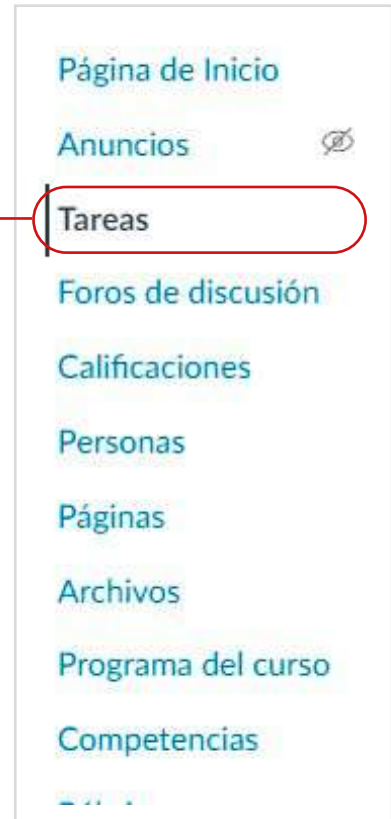 Página de Inicio
Anuncios
Tareas
Foros de discusión
Calificaciones
Personas
Páginas
Archivos
Programa del curso
Competencias